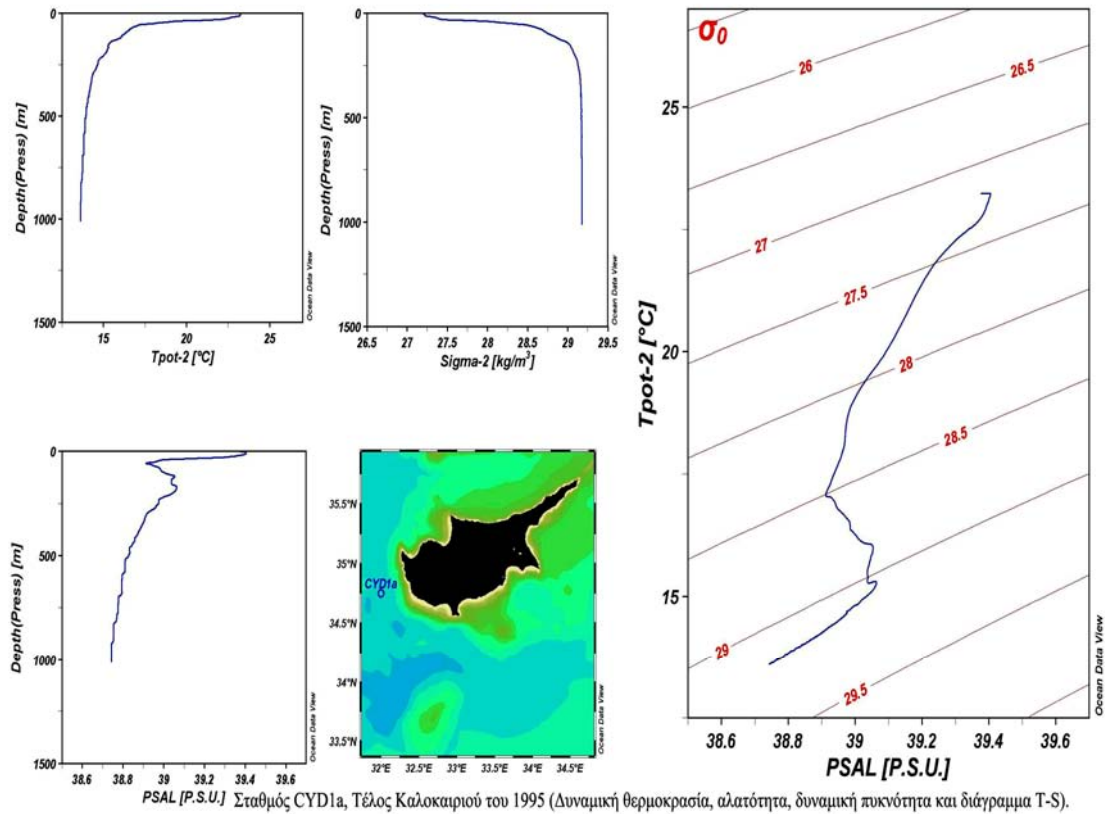 0
500
1000
1500
Depth(Press) [m]
15
20
25
Tpot-2 [°C]
Ocean Data View
0
500
1000
1500
Depth(Press) [m]
26.5
27
27.5
28
28.5
29
29.5
Sigma-2 [kg/m³]
Ocean Data View
σ₀
26
26.5
27
27.5
28
28.5
29
29.5
25
20
15
Tpot-2 [°C]
38.6
38.8
39
39.2
39.4
39.6
PSAL [P.S.U.]
Ocean Data View
0
500
1000
1500
Depth(Press) [m]
38.6
38.8
39
39.2
39.4
39.6
PSAL [P.S.U.]
Ocean Data View
35.5°N
35°N
34.5°N
34°N
33.5°N
CYD1a
32°E
32.5°E
33°E
33.5°E
34°E
34.5°E
Ocean Data View
Σταθμός CYD1a, Τέλος Καλοκαιριού του 1995 (Δυναμική θερμοκρασία, αλατότητα, δυναμική πυκνότητα και διάγραμμα T-S).